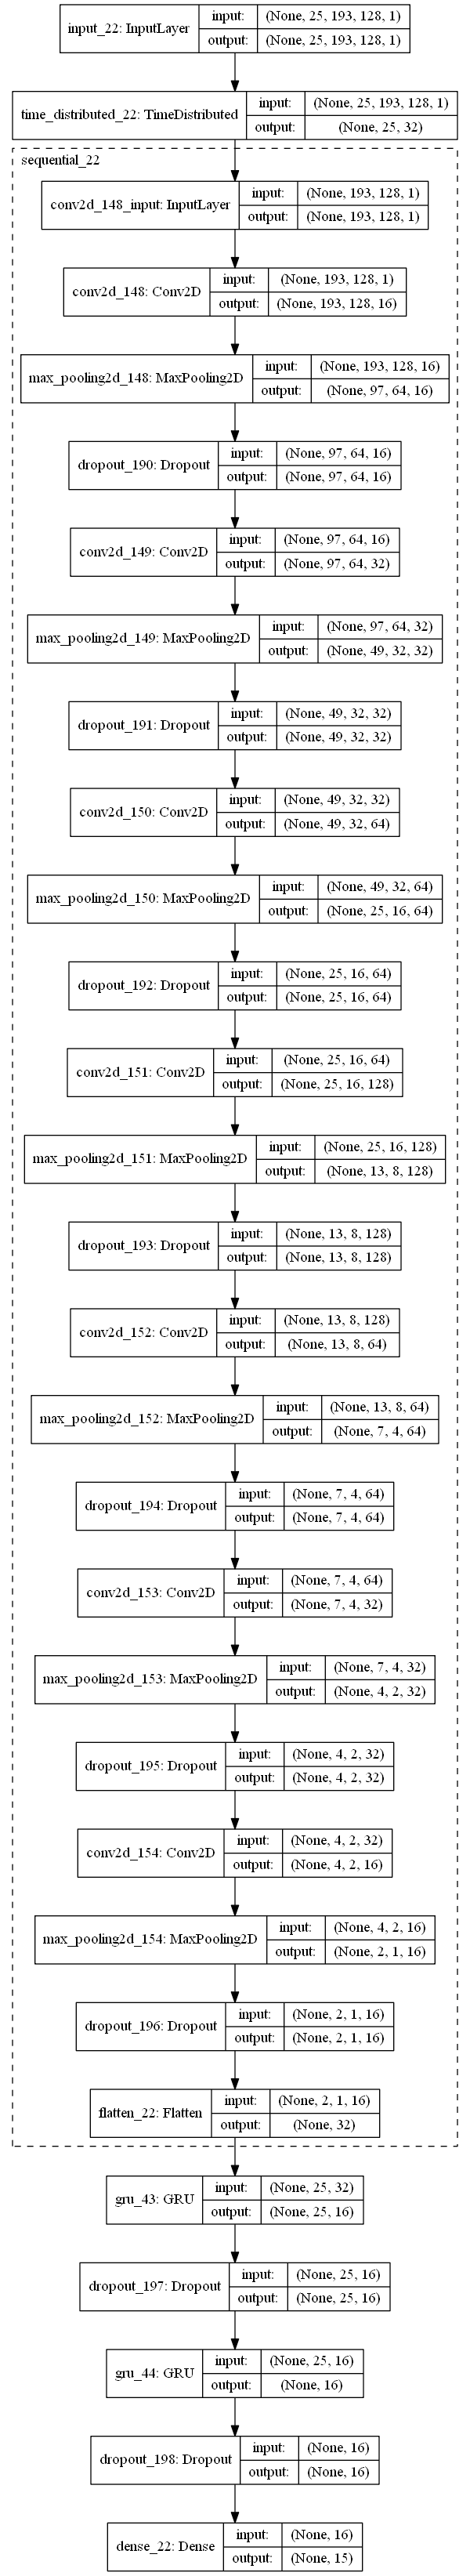 input_22: InputLayer
input: (None, 25, 193, 128, 1)
output: (None, 25, 193, 128, 1)
time_distributed_22: TimeDistributed
input: (None, 25, 193, 128, 1)
output: (None, 25, 32)
sequential_22
conv2d_148_input: InputLayer
input: (None, 193, 128, 1)
output: (None, 193, 128, 1)
conv2d_148: Conv2D
input: (None, 193, 128, 1)
output: (None, 193, 128, 16)
max_pooling2d_148: MaxPooling2D
input: (None, 193, 128, 16)
output: (None, 97, 64, 16)
dropout_190: Dropout
input: (None, 97, 64, 16)
output: (None, 97, 64, 16)
conv2d_149: Conv2D
input: (None, 97, 64, 16)
output: (None, 97, 64, 32)
max_pooling2d_149: MaxPooling2D
input: (None, 97, 64, 32)
output: (None, 49, 32, 32)
dropout_191: Dropout
input: (None, 49, 32, 32)
output: (None, 49, 32, 32)
conv2d_150: Conv2D
input: (None, 49, 32, 32)
output: (None, 49, 32, 64)
max_pooling2d_150: MaxPooling2D
input: (None, 49, 32, 64)
output: (None, 25, 16, 64)
dropout_192: Dropout
input: (None, 25, 16, 64)
output: (None, 25, 16, 64)
conv2d_151: Conv2D
input: (None, 25, 16, 64)
output: (None, 25, 16, 128)
max_pooling2d_151: MaxPooling2D
input: (None, 25, 16, 128)
output: (None, 13, 8, 128)
dropout_193: Dropout
input: (None, 13, 8, 128)
output: (None, 13, 8, 128)
conv2d_152: Conv2D
input: (None, 13, 8, 128)
output: (None, 13, 8, 64)
max_pooling2d_152: MaxPooling2D
input: (None, 13, 8, 64)
output: (None, 7, 4, 64)
dropout_194: Dropout
input: (None, 7, 4, 64)
output: (None, 7, 4, 64)
conv2d_153: Conv2D
input: (None, 7, 4, 64)
output: (None, 7, 4, 32)
max_pooling2d_153: MaxPooling2D
input: (None, 7, 4, 32)
output: (None, 4, 2, 32)
dropout_195: Dropout
input: (None, 4, 2, 32)
output: (None, 4, 2, 32)
conv2d_154: Conv2D
input: (None, 4, 2, 32)
output: (None, 4, 2, 16)
max_pooling2d_154: MaxPooling2D
input: (None, 4, 2, 16)
output: (None, 2, 1, 16)
dropout_196: Dropout
input: (None, 2, 1, 16)
output: (None, 2, 1, 16)
flatten_22: Flatten
input: (None, 2, 1, 16)
output: (None, 32)
gru_43: GRU
input: (None, 25, 32)
output: (None, 25, 16)
dropout_197: Dropout
input: (None, 25, 16)
output: (None, 25, 16)
gru_44: GRU
input: (None, 25, 16)
output: (None, 16)
dropout_198: Dropout
input: (None, 16)
output: (None, 16)
dense_22: Dense
input: (None, 16)
output: (None, 15)